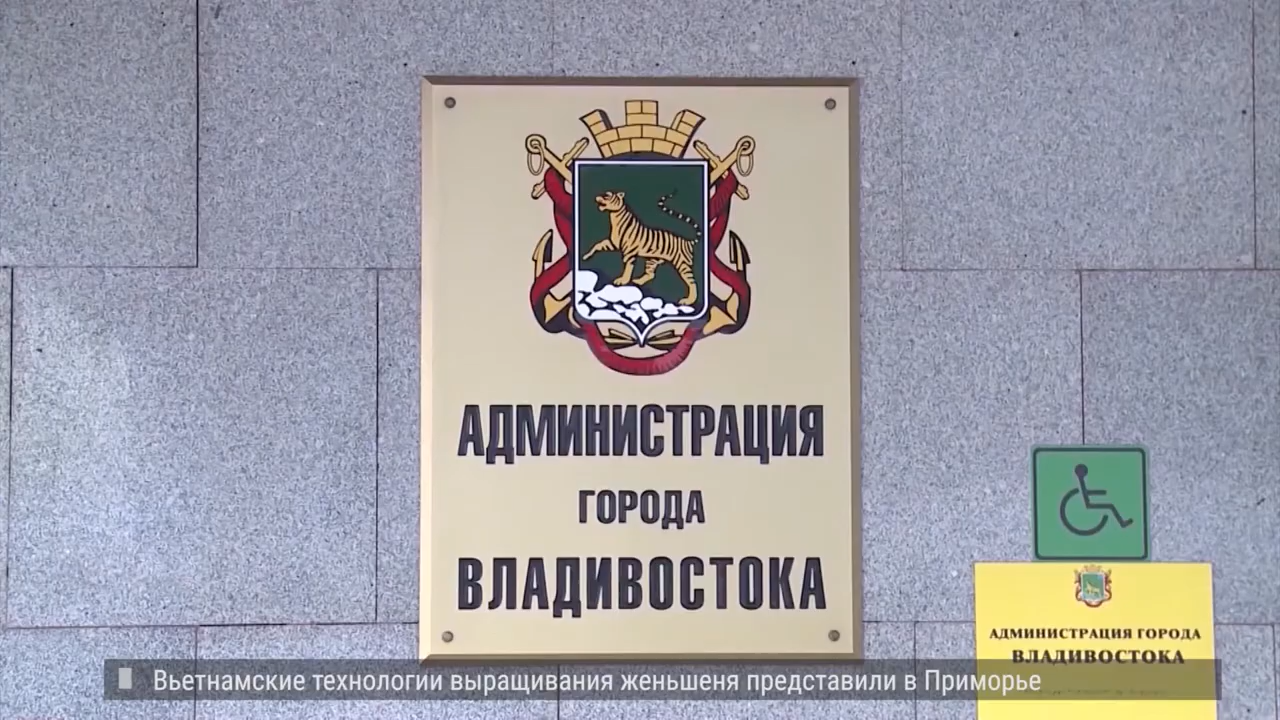 АДМИНИСТРАЦИЯ
ГОРОДА
ВЛАДИВОСТОКА
АДМИНИСТРАЦИЯ ГОРОДА
ВЛАДИВОСТОКА
Вьетнамские технологии выращивания женьшеня представили в Приморье